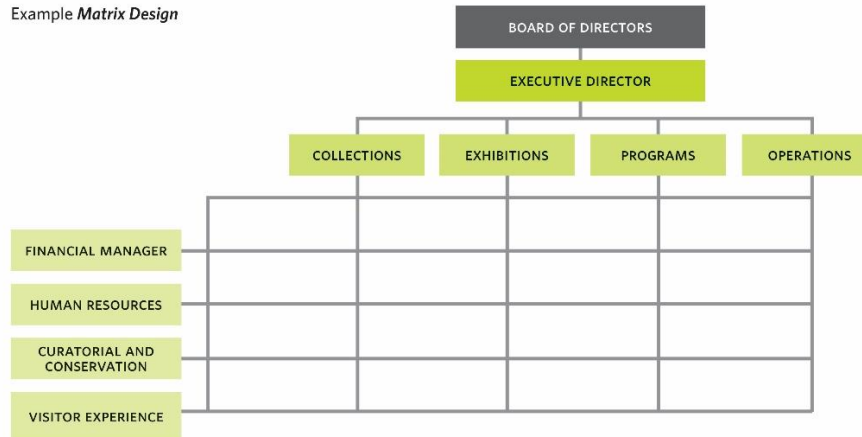 Example Matrix Design
BOARD OF DIRECTORS
EXECUTIVE DIRECTOR
COLLECTIONS
EXHIBITIONS
PROGRAMS
OPERATIONS
FINANCIAL MANAGER
HUMAN RESOURCES
CURATORIAL AND
CONSERVATION
VISITOR EXPERIENCE